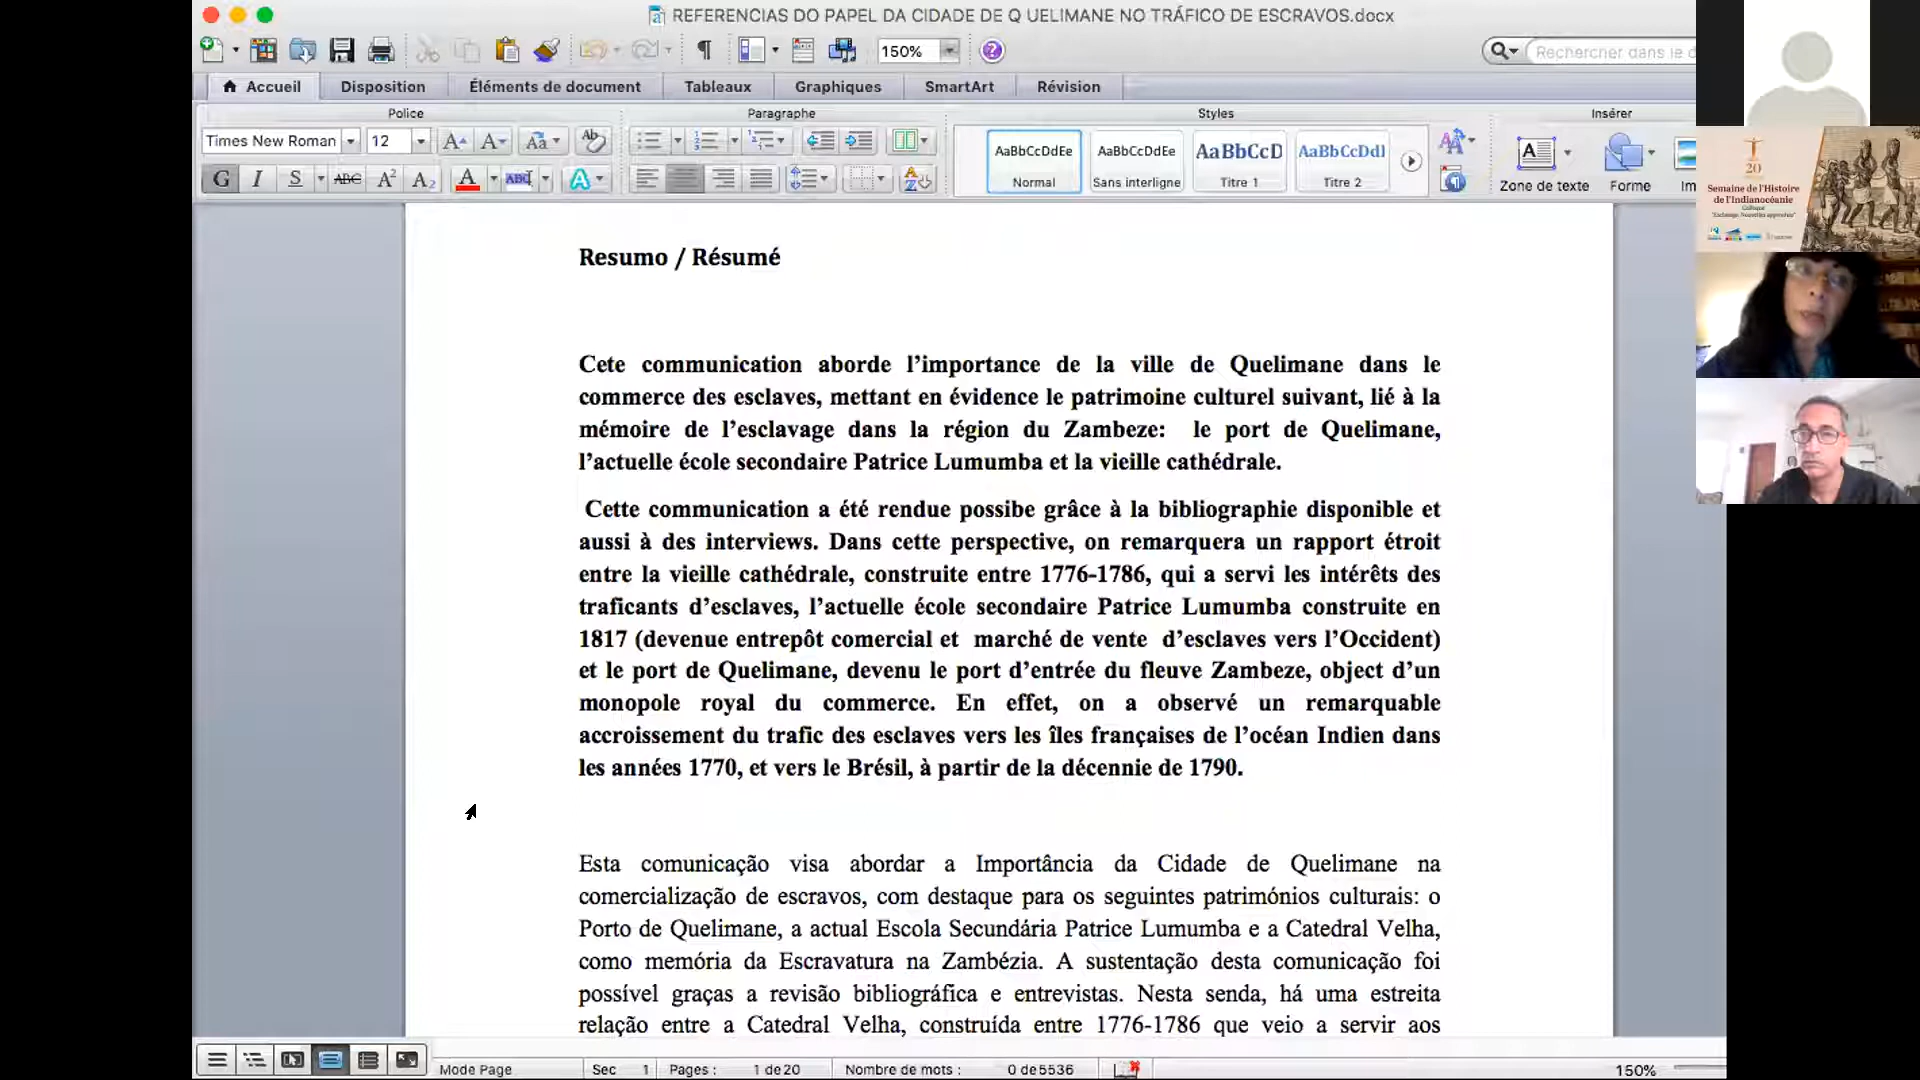 REFERENCIAS DO PAPEL DA CIDADE DE Q UELIMANE NO TRÁFICO DE ESCRAVOS.docx
150%
Rechercher dans le d
Accueil Disposition Éléments de document Tableaux Graphiques SmartArt Révision
Police Paragraphe Styles Insérer
Times New Roman 12
AaBbCcDdEe AaBbCcDdEe AaBbCcD AaBbCcDdI
Normal Sans interligne Titre 1 Titre 2
Zone de texte Forme Im
G I S ABC A² A₂ A ABC A
Resumo / Résumé
Cete communication aborde l’importance de la ville de Quelimane dans le
commerce des esclaves, mettant en évidence le patrimoine culturel suivant, lié à la
mémoire de l’esclavage dans la région du Zambeze: le port de Quelimane,
l’actuelle école secondaire Patrice Lumumba et la vieille cathédrale.
Cette communication a été rendue possibe grâce à la bibliographie disponible et
aussi à des interviews. Dans cette perspective, on remarquera un rapport étroit
entre la vieille cathédrale, construite entre 1776-1786, qui a servi les intérêts des
traficants d’esclaves, l’actuelle école secondaire Patrice Lumumba construite en
1817 (devenue entrepôt comercial et marché de vente d’esclaves vers l’Occident)
et le port de Quelimane, devenu le port d’entrée du fleuve Zambeze, object d’un
monopole royal du commerce. En effet, on a observé un remarquable
accroissement du trafic des esclaves vers les îles françaises de l’océan Indien dans
les années 1770, et vers le Brésil, à partir de la décennie de 1790.
Esta comunicação visa abordar a Importância da Cidade de Quelimane na
comercialização de escravos, com destaque para os seguintes patrimónios culturais: o
Porto de Quelimane, a actual Escola Secundária Patrice Lumumba e a Catedral Velha,
como memória da Escravatura na Zambézia. A sustentação desta comunicação foi
possível graças a revisão bibliográfica e entrevistas. Nesta senda, há uma estreita
relação entre a Catedral Velha, construída entre 1776-1786 que veio a servir aos
Mode Page Sec 1 Pages : 1 de 20 Nombre de mots : 0 de 5536 150%
20
Semaine de l'Histoire
de l'Indianocéanie
Colloque
"Esclavage, Nouvelles approches"